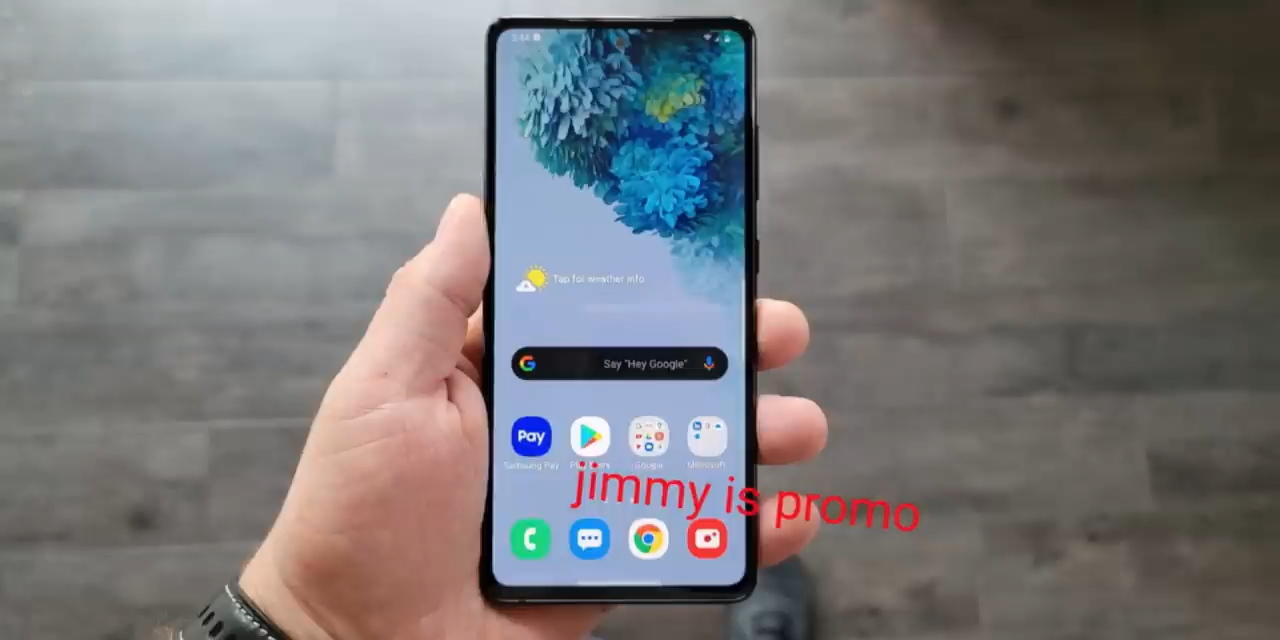 Tap for weather info
Say "Hey Google"
Pay
Samsung Pay
Google
Microsoft
jimmy is promo